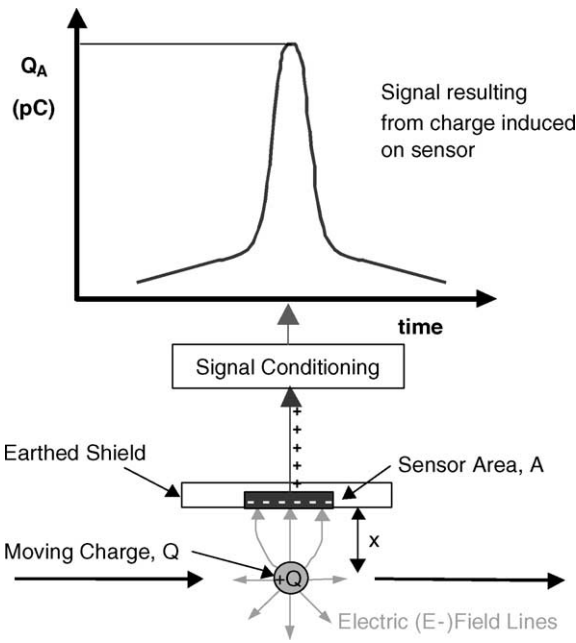 Q_A
(pC)
Signal resulting
from charge induced
on sensor
time
Signal Conditioning
+
+
+
+
+
Earthed Shield
Sensor Area, A
- - - - - - -
x
Moving Charge, Q
+Q
Electric (E-)Field Lines